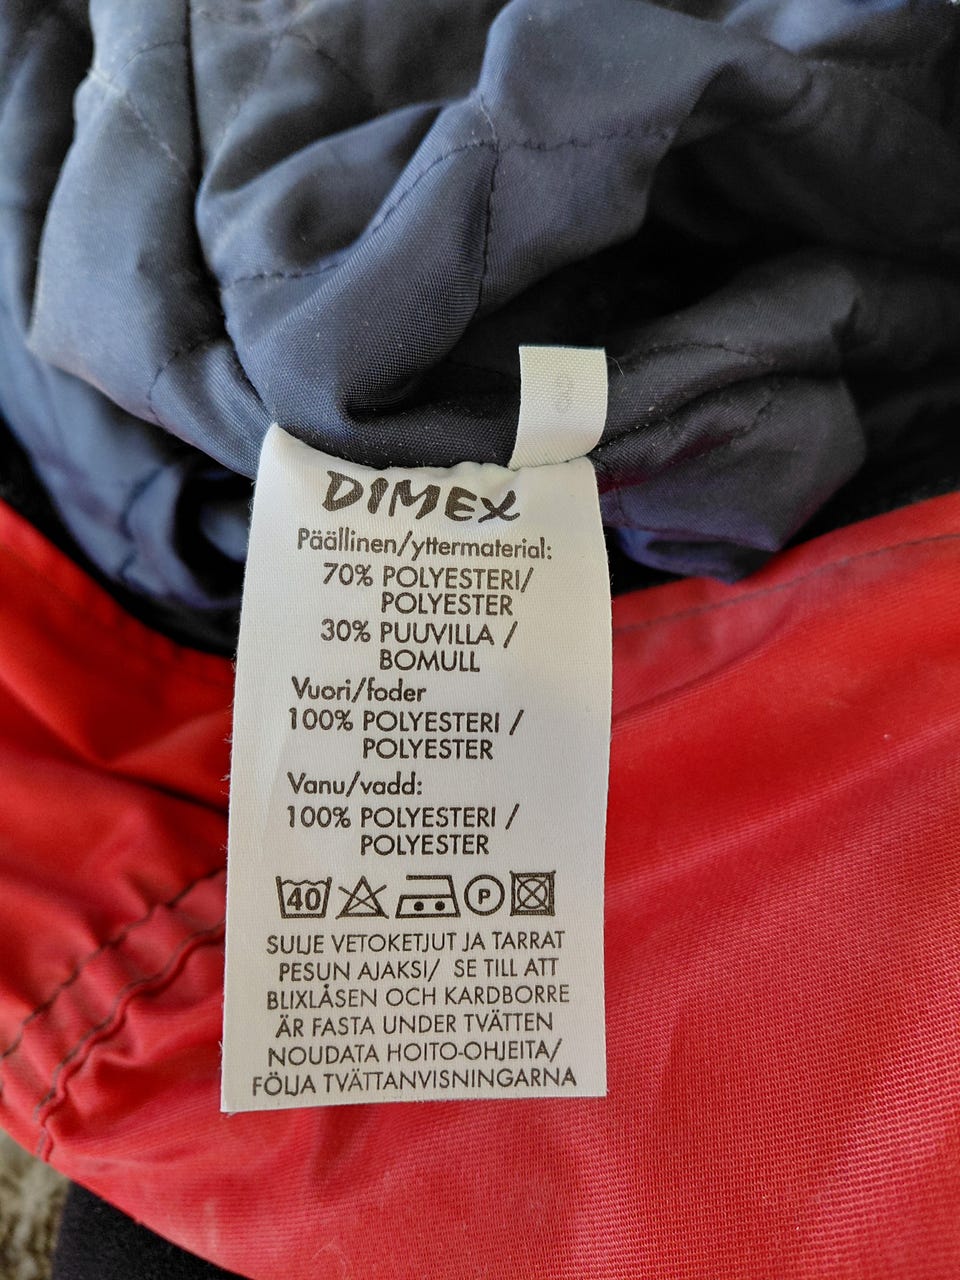 DIMEX
Päällinen/yttermaterial:
70% POLYESTERI/
POLYESTER
30% PUUVILLA /
BOMULL
Vuori/foder
100% POLYESTERI /
POLYESTER
Vanu/vadd:
100% POLYESTERI /
POLYESTER
40 P
SULJE VETOKETJUT JA TARRAT
PESUN AJAKSI/ SE TILL ATT
BLIXLÅSEN OCH KARDBORRE
ÄR FASTA UNDER TVÄTTEN
NOUDATA HOITO-OHJEITA/
FÖLJA TVÄTTANVISNINGARNA